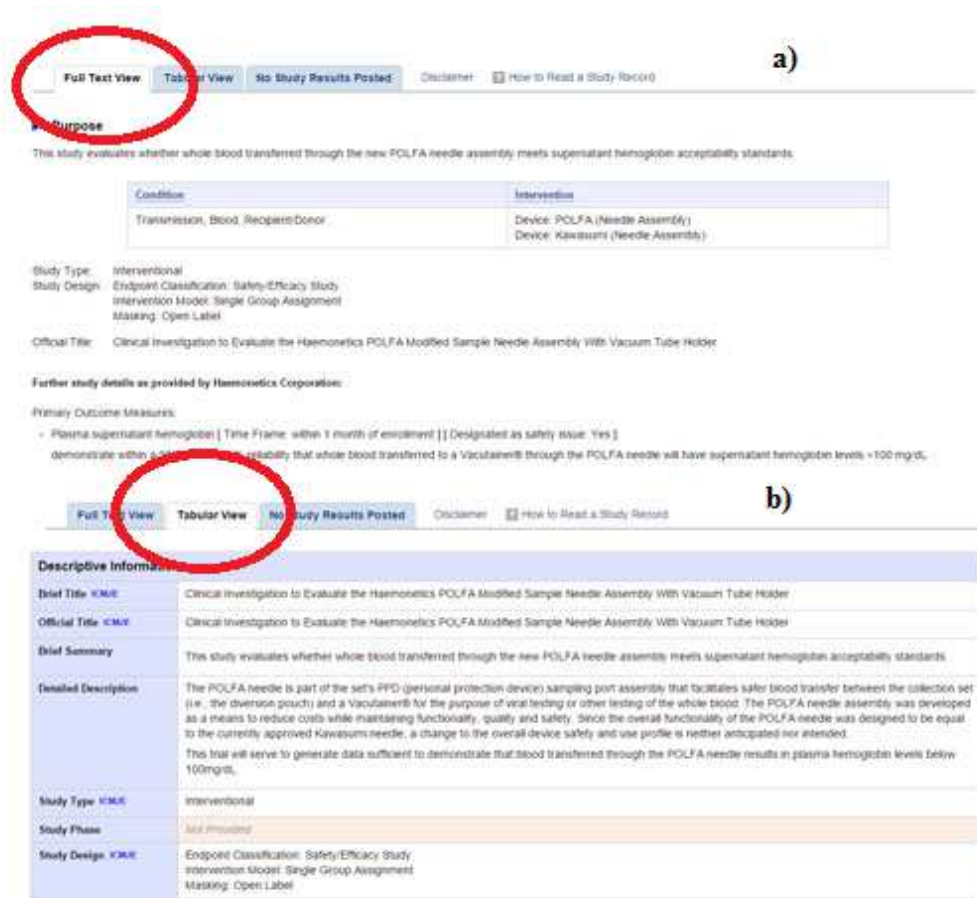 a)
Full Text View Tabular View No Study Results Posted Disclaimer How to Read a Study Record
Purpose
This study evaluates whether whole blood transferred through the new POLFA needle assembly meets supernatant hemoglobin acceptability standards.
Condition Intervention
Transmission, Blood, Recipient/Donor Device: POLFA (Needle Assembly)
Device: Kawasumi (Needle Assembly)
Study Type: Interventional
Study Design: Endpoint Classification: Safety/Efficacy Study
Intervention Model: Single Group Assignment
Masking: Open Label
Official Title: Clinical Investigation to Evaluate the Haemonetics POLFA Modified Sample Needle Assembly With Vacuum Tube Holder
Further study details as provided by Haemonetics Corporation:
Primary Outcome Measures:
Plasma supernatant hemoglobin [ Time Frame: within 1 month of enrollment ] [ Designated as safety issue: Yes ]
demonstrate within a reliability that whole blood transferred to a Vacutainer® through the POLFA needle will have supernatant hemoglobin levels <100 mg/dL.
b)
Full Text View Tabular View No Study Results Posted Disclaimer How to Read a Study Record
Descriptive Information
Brief Title ICMJE Clinical Investigation to Evaluate the Haemonetics POLFA Modified Sample Needle Assembly With Vacuum Tube Holder
Official Title ICMJE Clinical Investigation to Evaluate the Haemonetics POLFA Modified Sample Needle Assembly With Vacuum Tube Holder
Brief Summary This study evaluates whether whole blood transferred through the new POLFA needle assembly meets supernatant hemoglobin acceptability standards.
Detailed Description The POLFA needle is part of the set's PPD (personal protection device) sampling port assembly that facilitates safer blood transfer between the collection set
(i.e., the diversion pouch) and a Vacutainer® for the purpose of viral testing or other testing of the whole blood. The POLFA needle assembly was developed
as a means to reduce costs while maintaining functionality, quality and safety. Since the overall functionality of the POLFA needle was designed to be equal
to the currently approved Kawasumi needle, a change to the overall device safety and use profile is neither anticipated nor intended.
This trial will serve to generate data sufficient to demonstrate that blood transferred through the POLFA needle results in plasma hemoglobin levels below
100mg/dL.
Study Type ICMJE Interventional
Study Phase Not Provided
Study Design ICMJE Endpoint Classification: Safety/Efficacy Study
Intervention Model: Single Group Assignment
Masking: Open Label